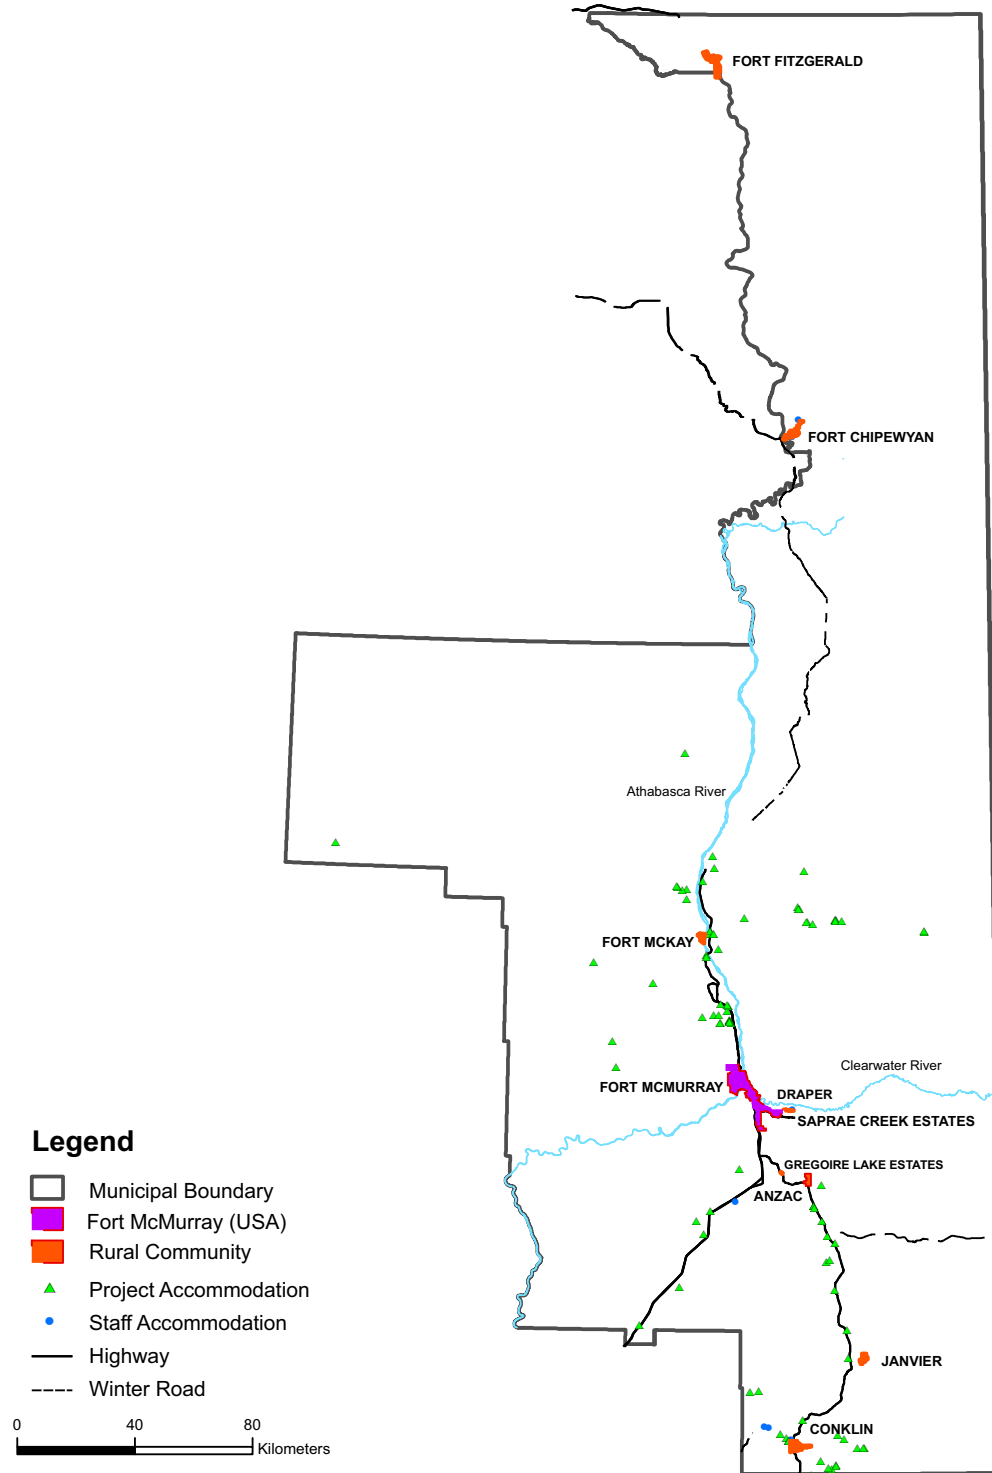 FORT FITZGERALD
FORT CHIPEWYAN
Athabasca River
FORT MCKAY
Clearwater River
FORT MCMURRAY
DRAPER
SAPRAE CREEK ESTATES
GREGOIRE LAKE ESTATES
ANZAC
JANVIER
CONKLIN
Legend
Municipal Boundary
Fort McMurray (USA)
Rural Community
Project Accommodation
Staff Accommodation
Highway
Winter Road
0 40 80
Kilometers